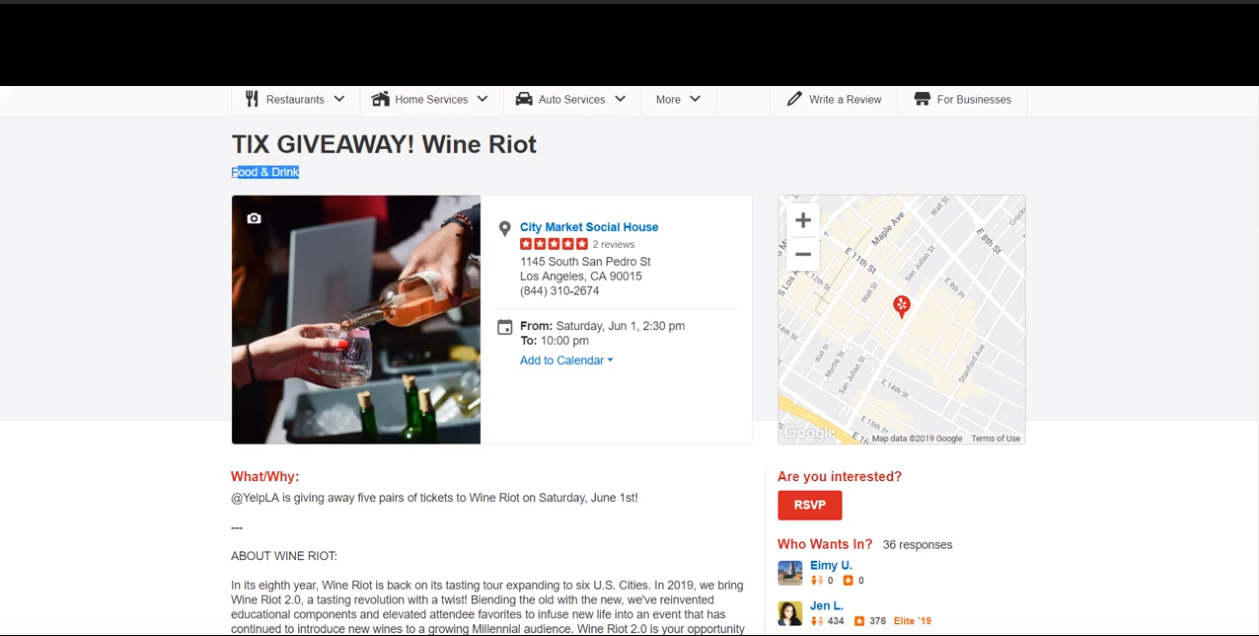 Restaurants
Home Services
Auto Services
More
Write a Review
For Businesses
TIX GIVEAWAY! Wine Riot
Food & Drink
City Market Social House
2 reviews
1145 South San Pedro St
Los Angeles, CA 90015
(844) 310-2674
From: Saturday, Jun 1, 2:30 pm
To: 10:00 pm
Add to Calendar
Maple Ave
Wall St
E 8th St
E 11th St
San Julian St
E 9th Pl
E 12th St
Wall St
Stanford Ave
Myrtle St
San Julian St
E 14th St
E 15th St
Google
Map data ©2019 Google
Terms of Use
What/Why:
@YelpLA is giving away five pairs of tickets to Wine Riot on Saturday, June 1st!
---
ABOUT WINE RIOT:
In its eighth year, Wine Riot is back on its tasting tour expanding to six U.S. Cities. In 2019, we bring
Wine Riot 2.0, a tasting revolution with a twist! Blending the old with the new, we've reinvented
educational components and elevated attendee favorites to infuse new life into an event that has
continued to introduce new wines to a growing Millennial audience. Wine Riot 2.0 is your opportunity
Are you interested?
RSVP
Who Wants In? 36 responses
Eimy U.
0 0
Jen L.
434 376 Elite '19